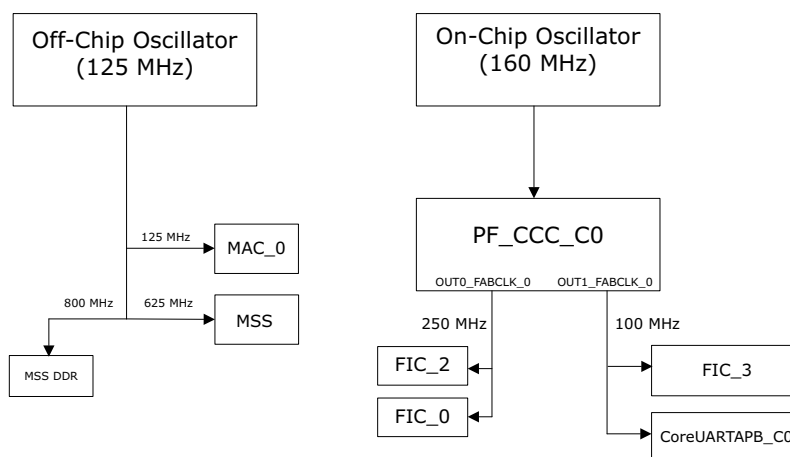 Off-Chip Oscillator
(125 MHz)
On-Chip Oscillator
(160 MHz)
PF_CCC_C0
OUT0_FABCLK_0
OUT1_FABCLK_0
125 MHz
MAC_0
800 MHz
625 MHz
MSS
MSS DDR
250 MHz
100 MHz
FIC_2
FIC_3
FIC_0
CoreUARTAPB_C0